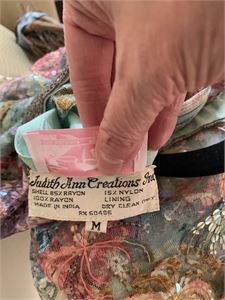 Judith Ann Creations Inc.
SHELL 85% RAYON 15% NYLON
100% RAYON LINING
MADE IN INDIA DRY CLEAN ONLY
RN 60406
M